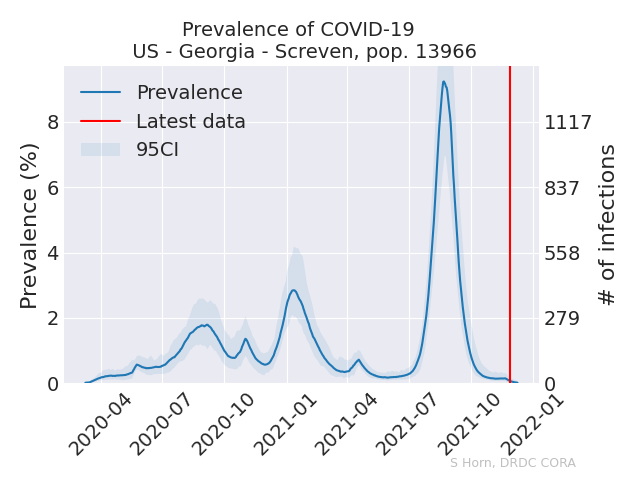 Prevalence of COVID-19
US - Georgia - Screven, pop. 13966
Prevalence
Latest data
95CI
Prevalence (%)
8
6
4
2
0
1117
837
558
279
0
# of infections
2020-04
2020-07
2020-10
2021-01
2021-04
2021-07
2021-10
2022-01
S Horn, DRDC CORA